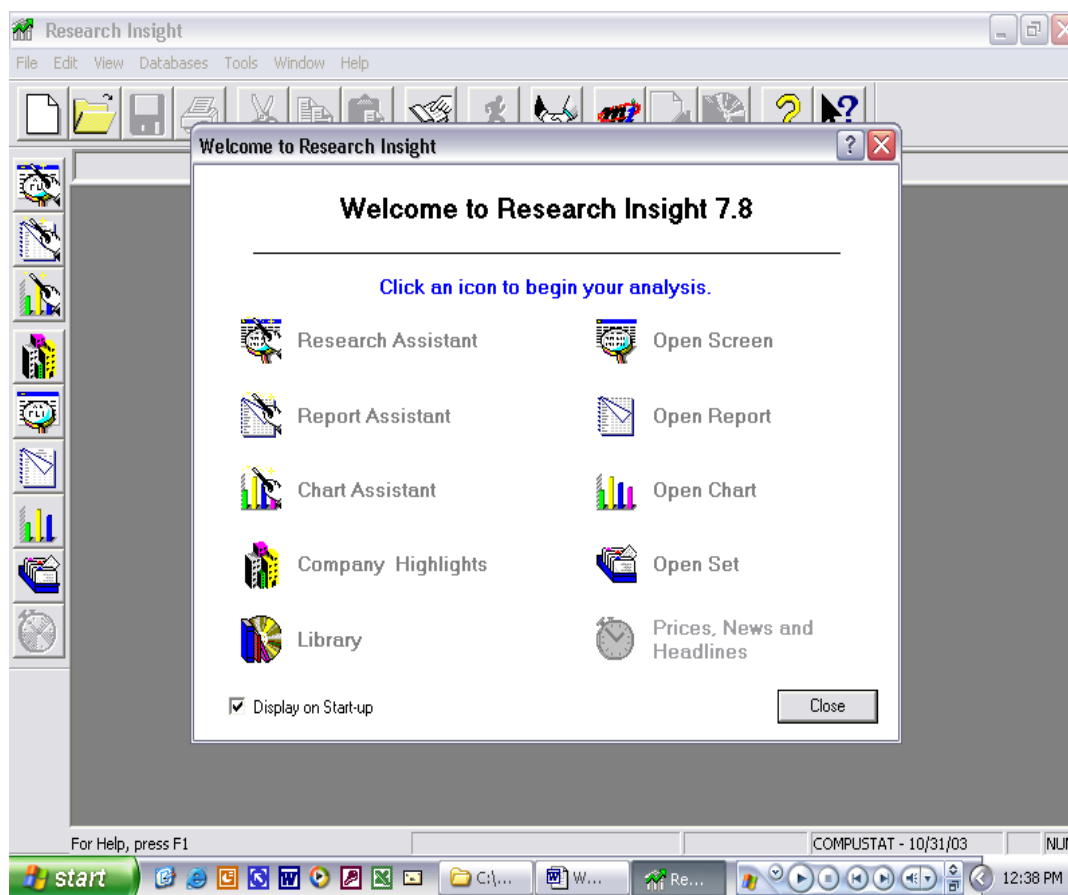 Research Insight
File Edit View Databases Tools Window Help
Welcome to Research Insight
Welcome to Research Insight 7.8
Click an icon to begin your analysis.
Research Assistant
Open Screen
Report Assistant
Open Report
Chart Assistant
Open Chart
Company Highlights
Open Set
Library
Prices, News and
Headlines
Display on Start-up
Close
For Help, press F1
COMPUSTAT - 10/31/03
NUM
start
C:\...
W...
Re...
12:38 PM